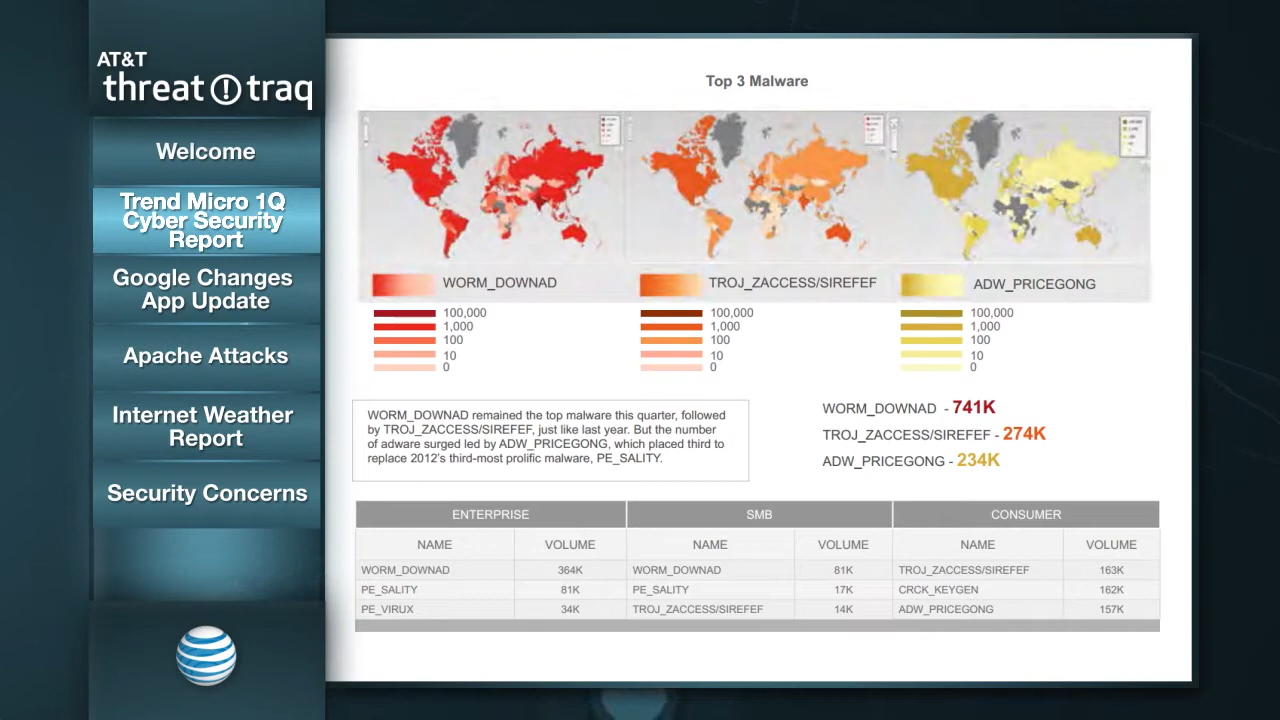 AT&T
threat traq
Welcome
Trend Micro 1Q
Cyber Security
Report
Google Changes
App Update
Apache Attacks
Internet Weather
Report
Security Concerns
Top 3 Malware
WORM_DOWNAD
TROJ_ZACCESS/SIREFEF
ADW_PRICEGONG
100,000
1,000
100
10
0
100,000
1,000
100
10
0
100,000
1,000
100
10
0
WORM_DOWNAD remained the top malware this quarter, followed
by TROJ_ZACCESS/SIREFEF, just like last year. But the number
of adware surged led by ADW_PRICEGONG, which placed third to
replace 2012's third-most prolific malware, PE_SALITY.
WORM_DOWNAD - 741K
TROJ_ZACCESS/SIREFEF - 274K
ADW_PRICEGONG - 234K
ENTERPRISE SMB CONSUMER
NAME VOLUME NAME VOLUME NAME VOLUME
WORM_DOWNAD 364K WORM_DOWNAD 81K TROJ_ZACCESS/SIREFEF 163K
PE_SALITY 81K PE_SALITY 17K CRCK_KEYGEN 162K
PE_VIRUX 34K TROJ_ZACCESS/SIREFEF 14K ADW_PRICEGONG 157K